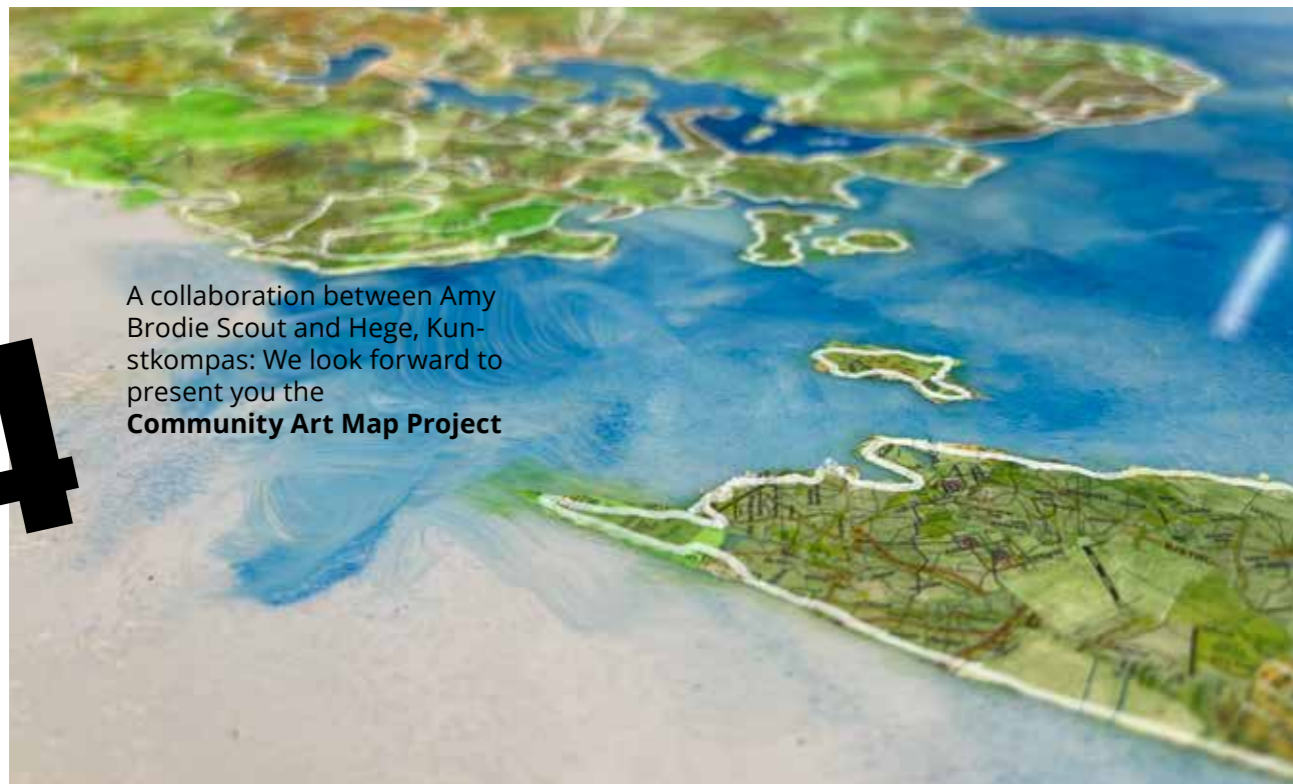 A collaboration between Amy
Brodie Scout and Hege, Kun-
stkompas: We look forward to
present you the
Community Art Map Project
4